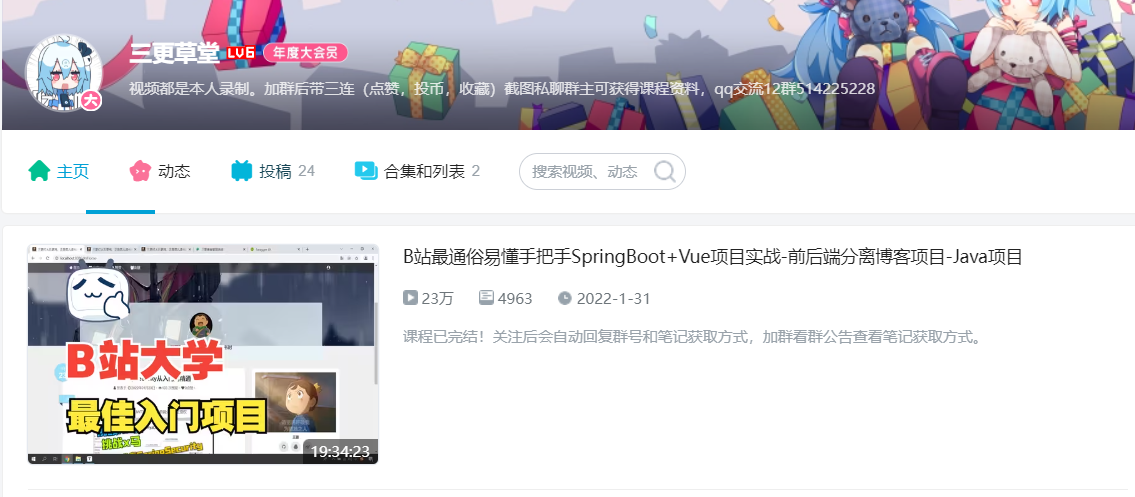 三更草堂 LV6 年度大会员
大
视频都是本人录制。加群后带三连（点赞，投币，收藏）截图私聊群主可获得课程资料，qq交流12群514225228
主页 动态 投稿 24 合集和列表 2 搜索视频、动态
B站最通俗易懂手把手SpringBoot+Vue项目实战-前后端分离博客项目-Java项目
23万 4963 2022-1-31
课程已完结！关注后会自动回复群号和笔记获取方式，加群看群公告查看笔记获取方式。
B站大学
最佳入门项目
挑战x马
19:34:23